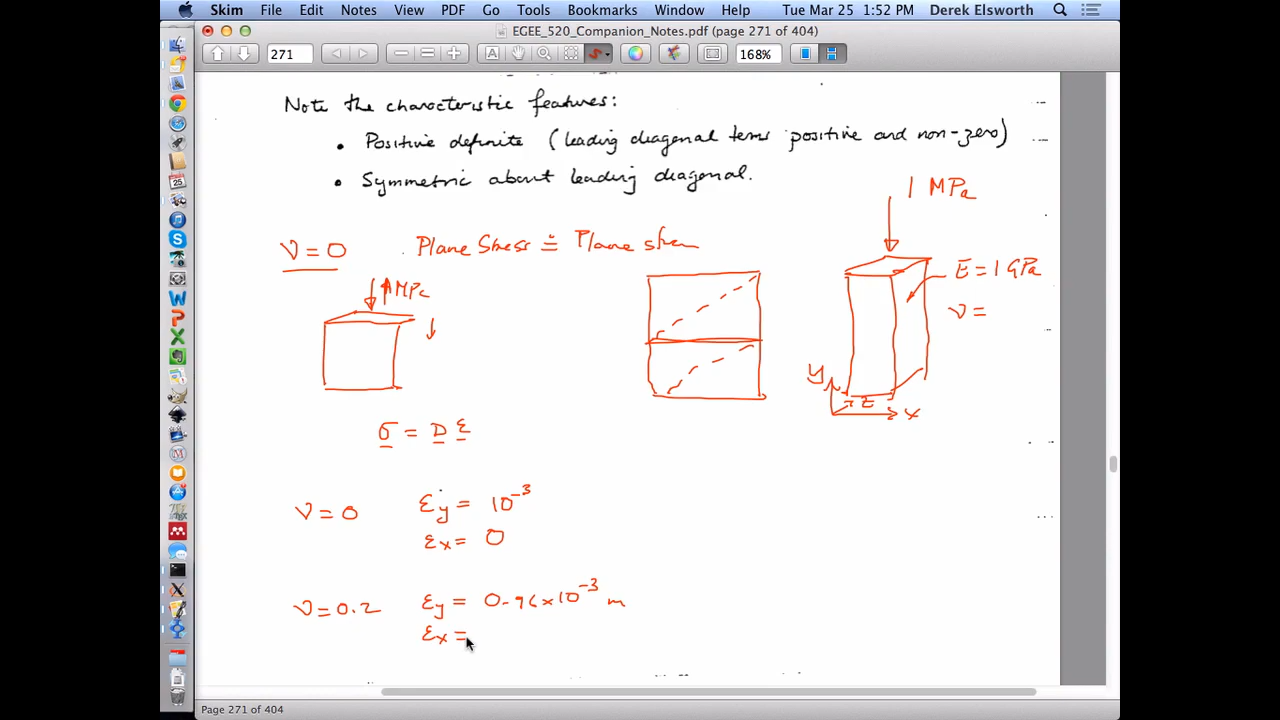 Skim File Edit Notes View PDF Go Tools Bookmarks Window Help Tue Mar 25 1:52 PM Derek Elsworth
EGEE_520_Companion_Notes.pdf (page 271 of 404)
271 168%
Note the characteristic features:
• Positive definite (leading diagonal terms positive and non-zero)
• Symmetric about leading diagonal.
1 MPa
ν = 0 Plane Stress ≐ Plane strain
E = 1 GPa
1 MPa
ν =
y
z
x
σ = D ε
ν = 0 εy = 10⁻³
εx = 0
ν = 0.2 εy = 0.96 x 10⁻³ m
εx =
Page 271 of 404